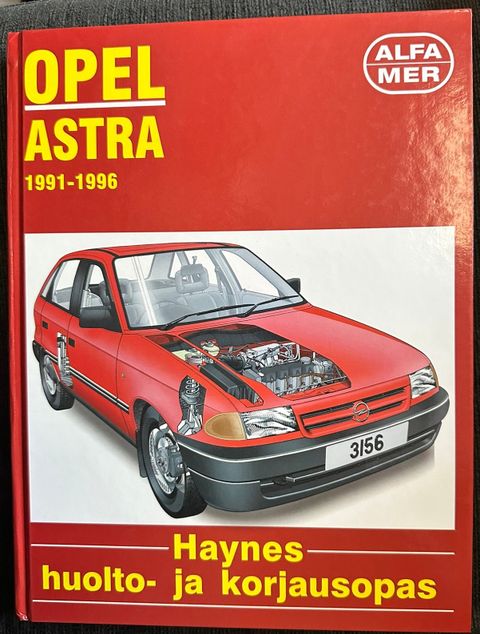 OPEL
ASTRA
1991-1996
ALFA
MER
3156
Haynes
huolto- ja korjausopas